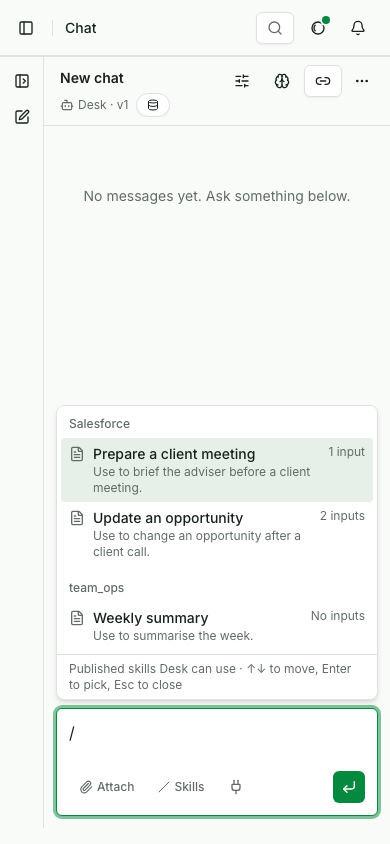 Chat
New chat
Desk · v1
No messages yet. Ask something below.
Salesforce
Prepare a client meeting
1 input
Use to brief the adviser before a client
meeting.
Update an opportunity
2 inputs
Use to change an opportunity after a
client call.
team_ops
Weekly summary
No inputs
Use to summarise the week.
Published skills Desk can use · ↑↓ to move, Enter
to pick, Esc to close
/
Attach
Skills